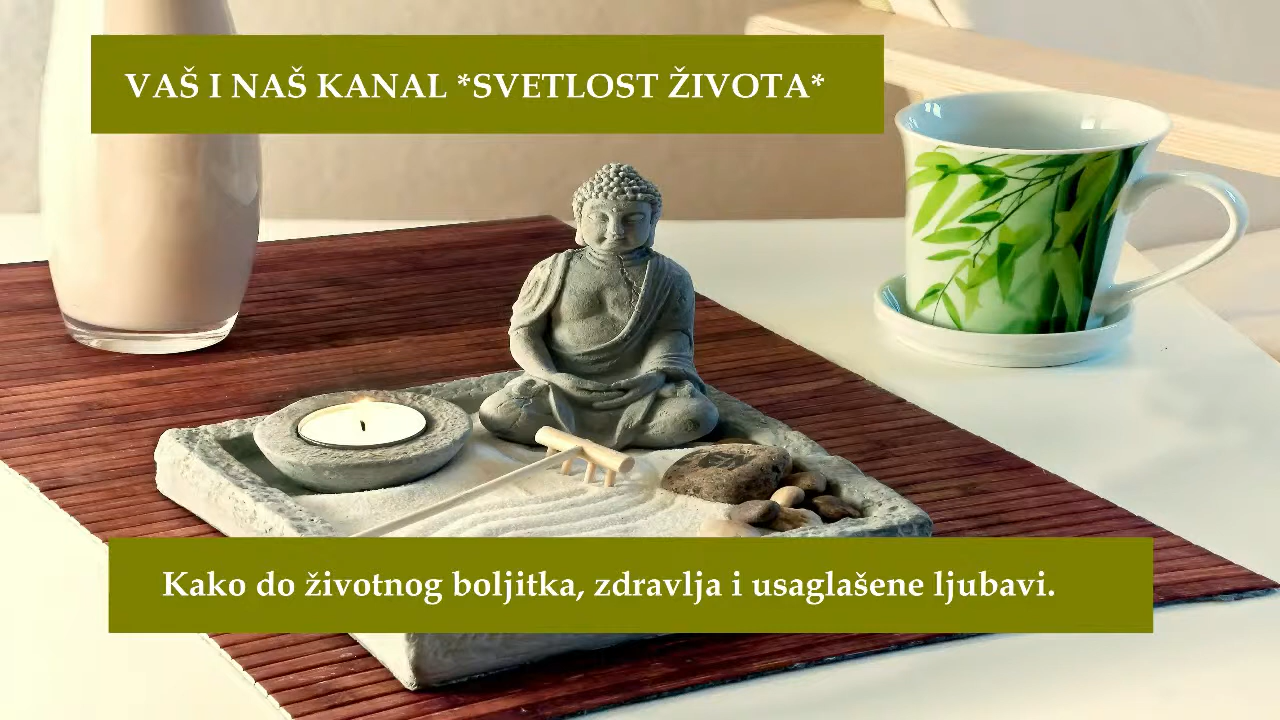 VAŠ I NAŠ KANAL *SVETLOST ŽIVOTA*
Kako do životnog boljitka, zdravlja i usaglašene ljubavi.